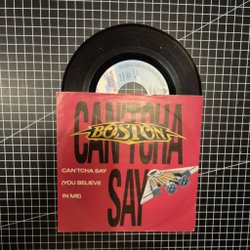 CAN'TCHA
BOSTON
CAN'TCHA SAY
(YOU BELIEVE
IN ME)
SAY